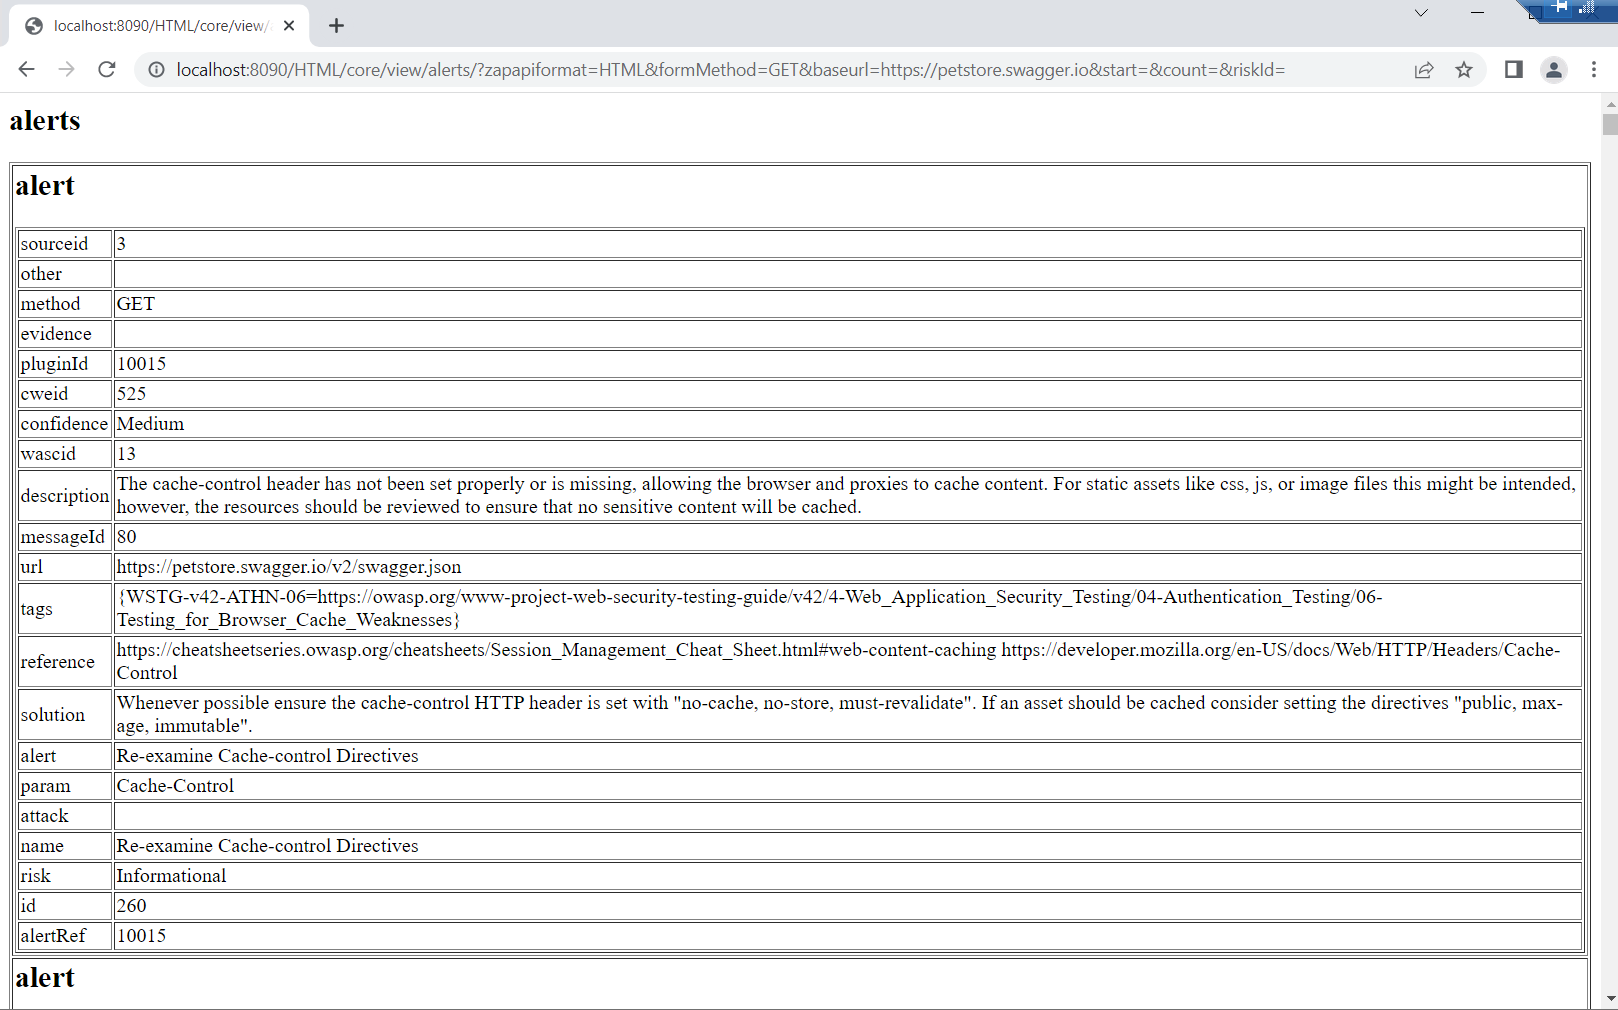 localhost:8090/HTML/core/view/
localhost:8090/HTML/core/view/alerts/?zapapiformat=HTML&formMethod=GET&baseurl=https://petstore.swagger.io&start=&count=&riskId=
alerts
alert
sourceid 3
other
method GET
evidence
pluginId 10015
cweid 525
confidence Medium
wascid 13
description The cache-control header has not been set properly or is missing, allowing the browser and proxies to cache content. For static assets like css, js, or image files this might be intended,
however, the resources should be reviewed to ensure that no sensitive content will be cached.
messageId 80
url https://petstore.swagger.io/v2/swagger.json
tags {WSTG-v42-ATHN-06=https://owasp.org/www-project-web-security-testing-guide/v42/4-Web_Application_Security_Testing/04-Authentication_Testing/06-
Testing_for_Browser_Cache_Weaknesses}
reference https://cheatsheetseries.owasp.org/cheatsheets/Session_Management_Cheat_Sheet.html#web-content-caching https://developer.mozilla.org/en-US/docs/Web/HTTP/Headers/Cache-
Control
solution Whenever possible ensure the cache-control HTTP header is set with "no-cache, no-store, must-revalidate". If an asset should be cached consider setting the directives "public, max-
age, immutable".
alert Re-examine Cache-control Directives
param Cache-Control
attack
name Re-examine Cache-control Directives
risk Informational
id 260
alertRef 10015
alert